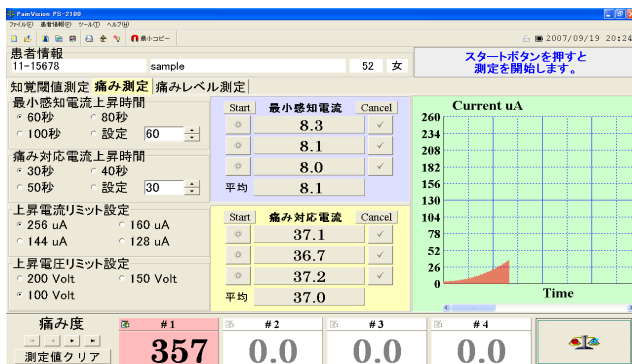 PainVision PS-2100
ファイル(F) 患者情報(P) ツール(T) ヘルプ(H)
最小コピー 2007/09/19 20:24
患者情報
11-15678 sample 52 女
スタートボタンを押すと
測定を開始します。
知覚閾値測定 痛み測定 痛みレベル測定
最小感知電流上昇時間
60秒 80秒
100秒 設定 60
痛み対応電流上昇時間
30秒 40秒
50秒 設定 30
上昇電流リミット設定
256 uA 160 uA
144 uA 128 uA
上昇電圧リミット設定
200 Volt 150 Volt
100 Volt
Start 最小感知電流 Cancel
8.3
8.1
8.0
平均 8.1
Start 痛み対応電流 Cancel
37.1
36.7
37.2
平均 37.0
Current uA
260
234
208
182
156
130
104
78
52
26
0
Time
痛み度
測定値クリア
#1 #2 #3 #4
357 0.0 0.0 0.0